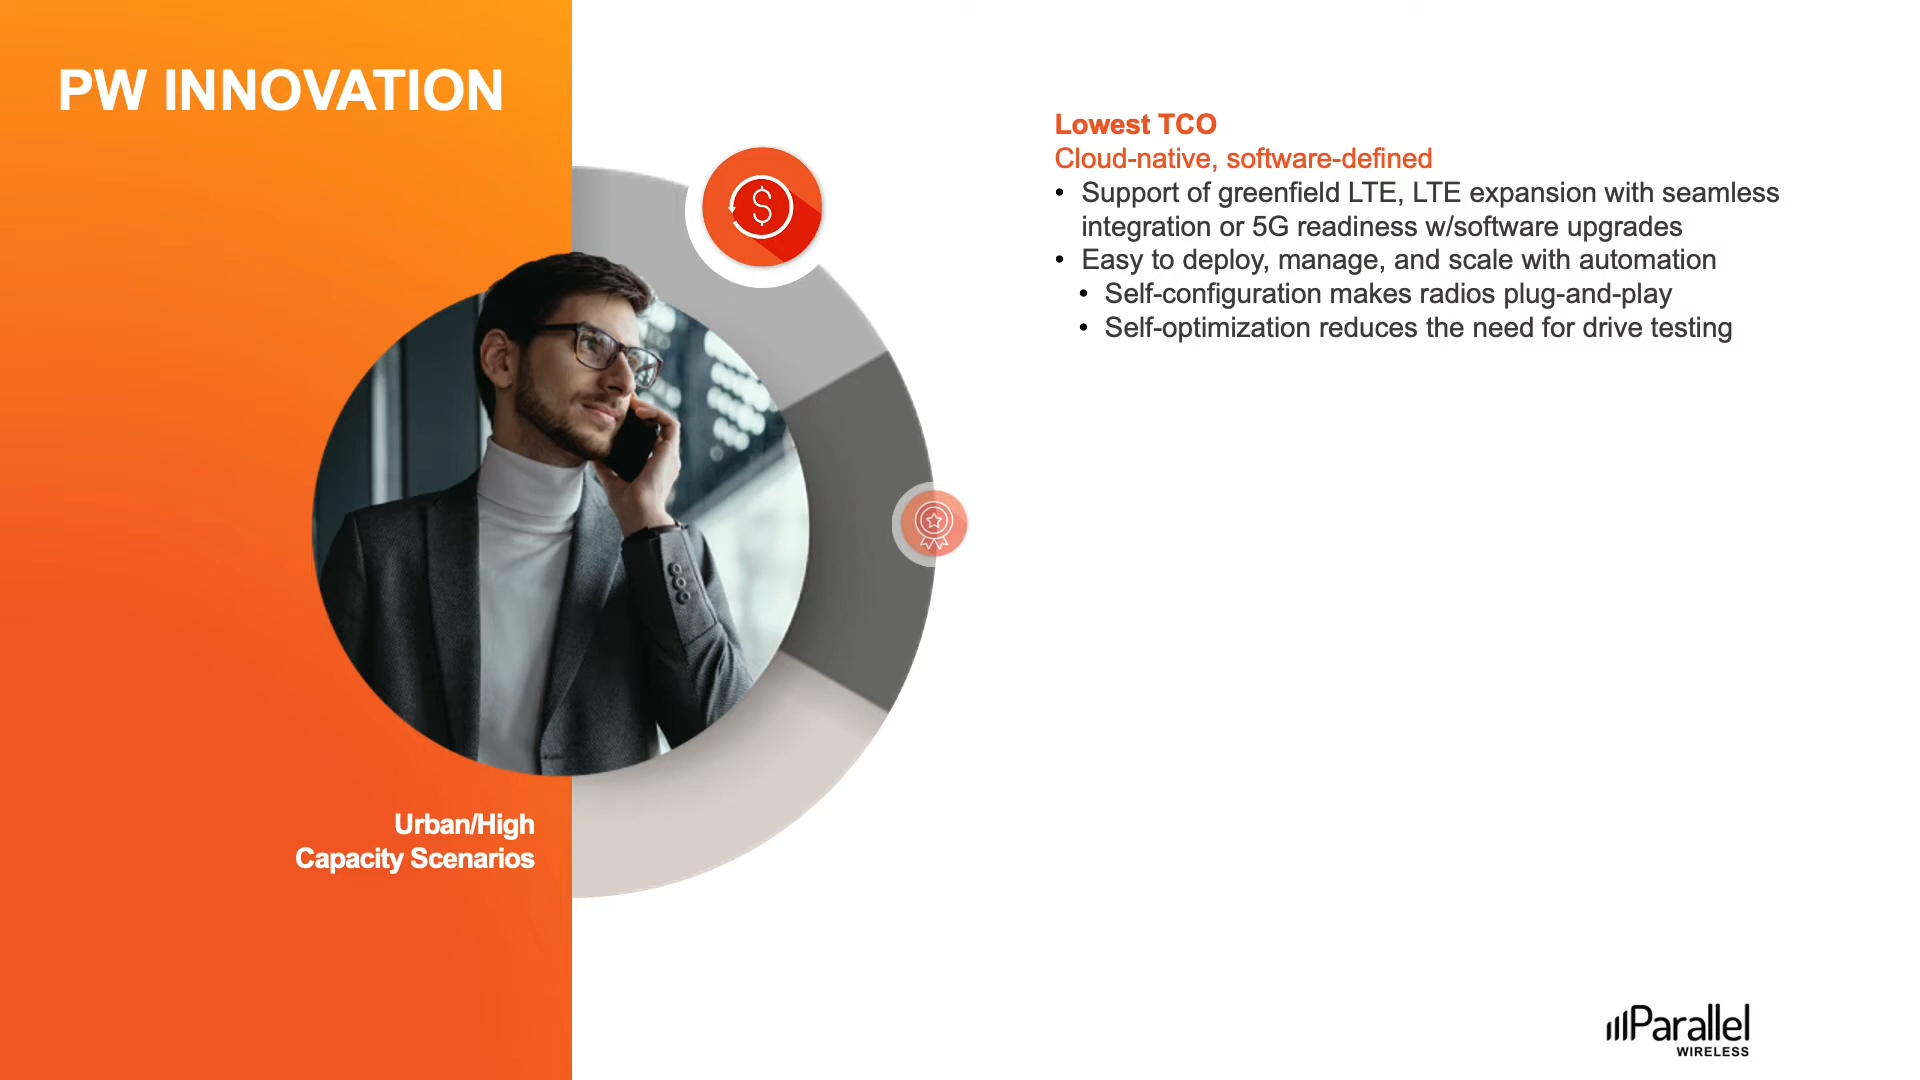 PW INNOVATION
Lowest TCO
Cloud-native, software-defined
• Support of greenfield LTE, LTE expansion with seamless
integration or 5G readiness w/software upgrades
• Easy to deploy, manage, and scale with automation
• Self-configuration makes radios plug-and-play
• Self-optimization reduces the need for drive testing
$
Urban/High
Capacity Scenarios
Parallel
WIRELESS